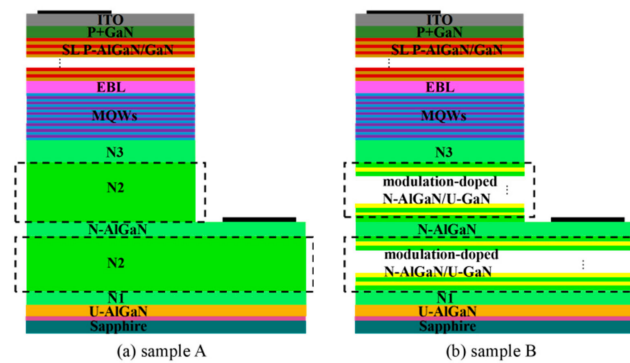 ITO
P+GaN
SL P-AlGaN/GaN
⋮
EBL
MQWs
N3
N2
N-AlGaN
N2
N1
U-AlGaN
Sapphire
(a) sample A
ITO
P+GaN
SL P-AlGaN/GaN
⋮
EBL
MQWs
N3
modulation-doped
N-AlGaN/U-GaN
⋮
N-AlGaN
modulation-doped
N-AlGaN/U-GaN
⋮
N1
U-AlGaN
Sapphire
(b) sample B